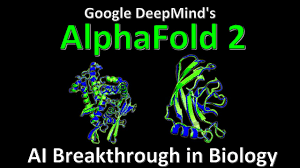 Google DeepMind's
AlphaFold 2
AI Breakthrough in Biology